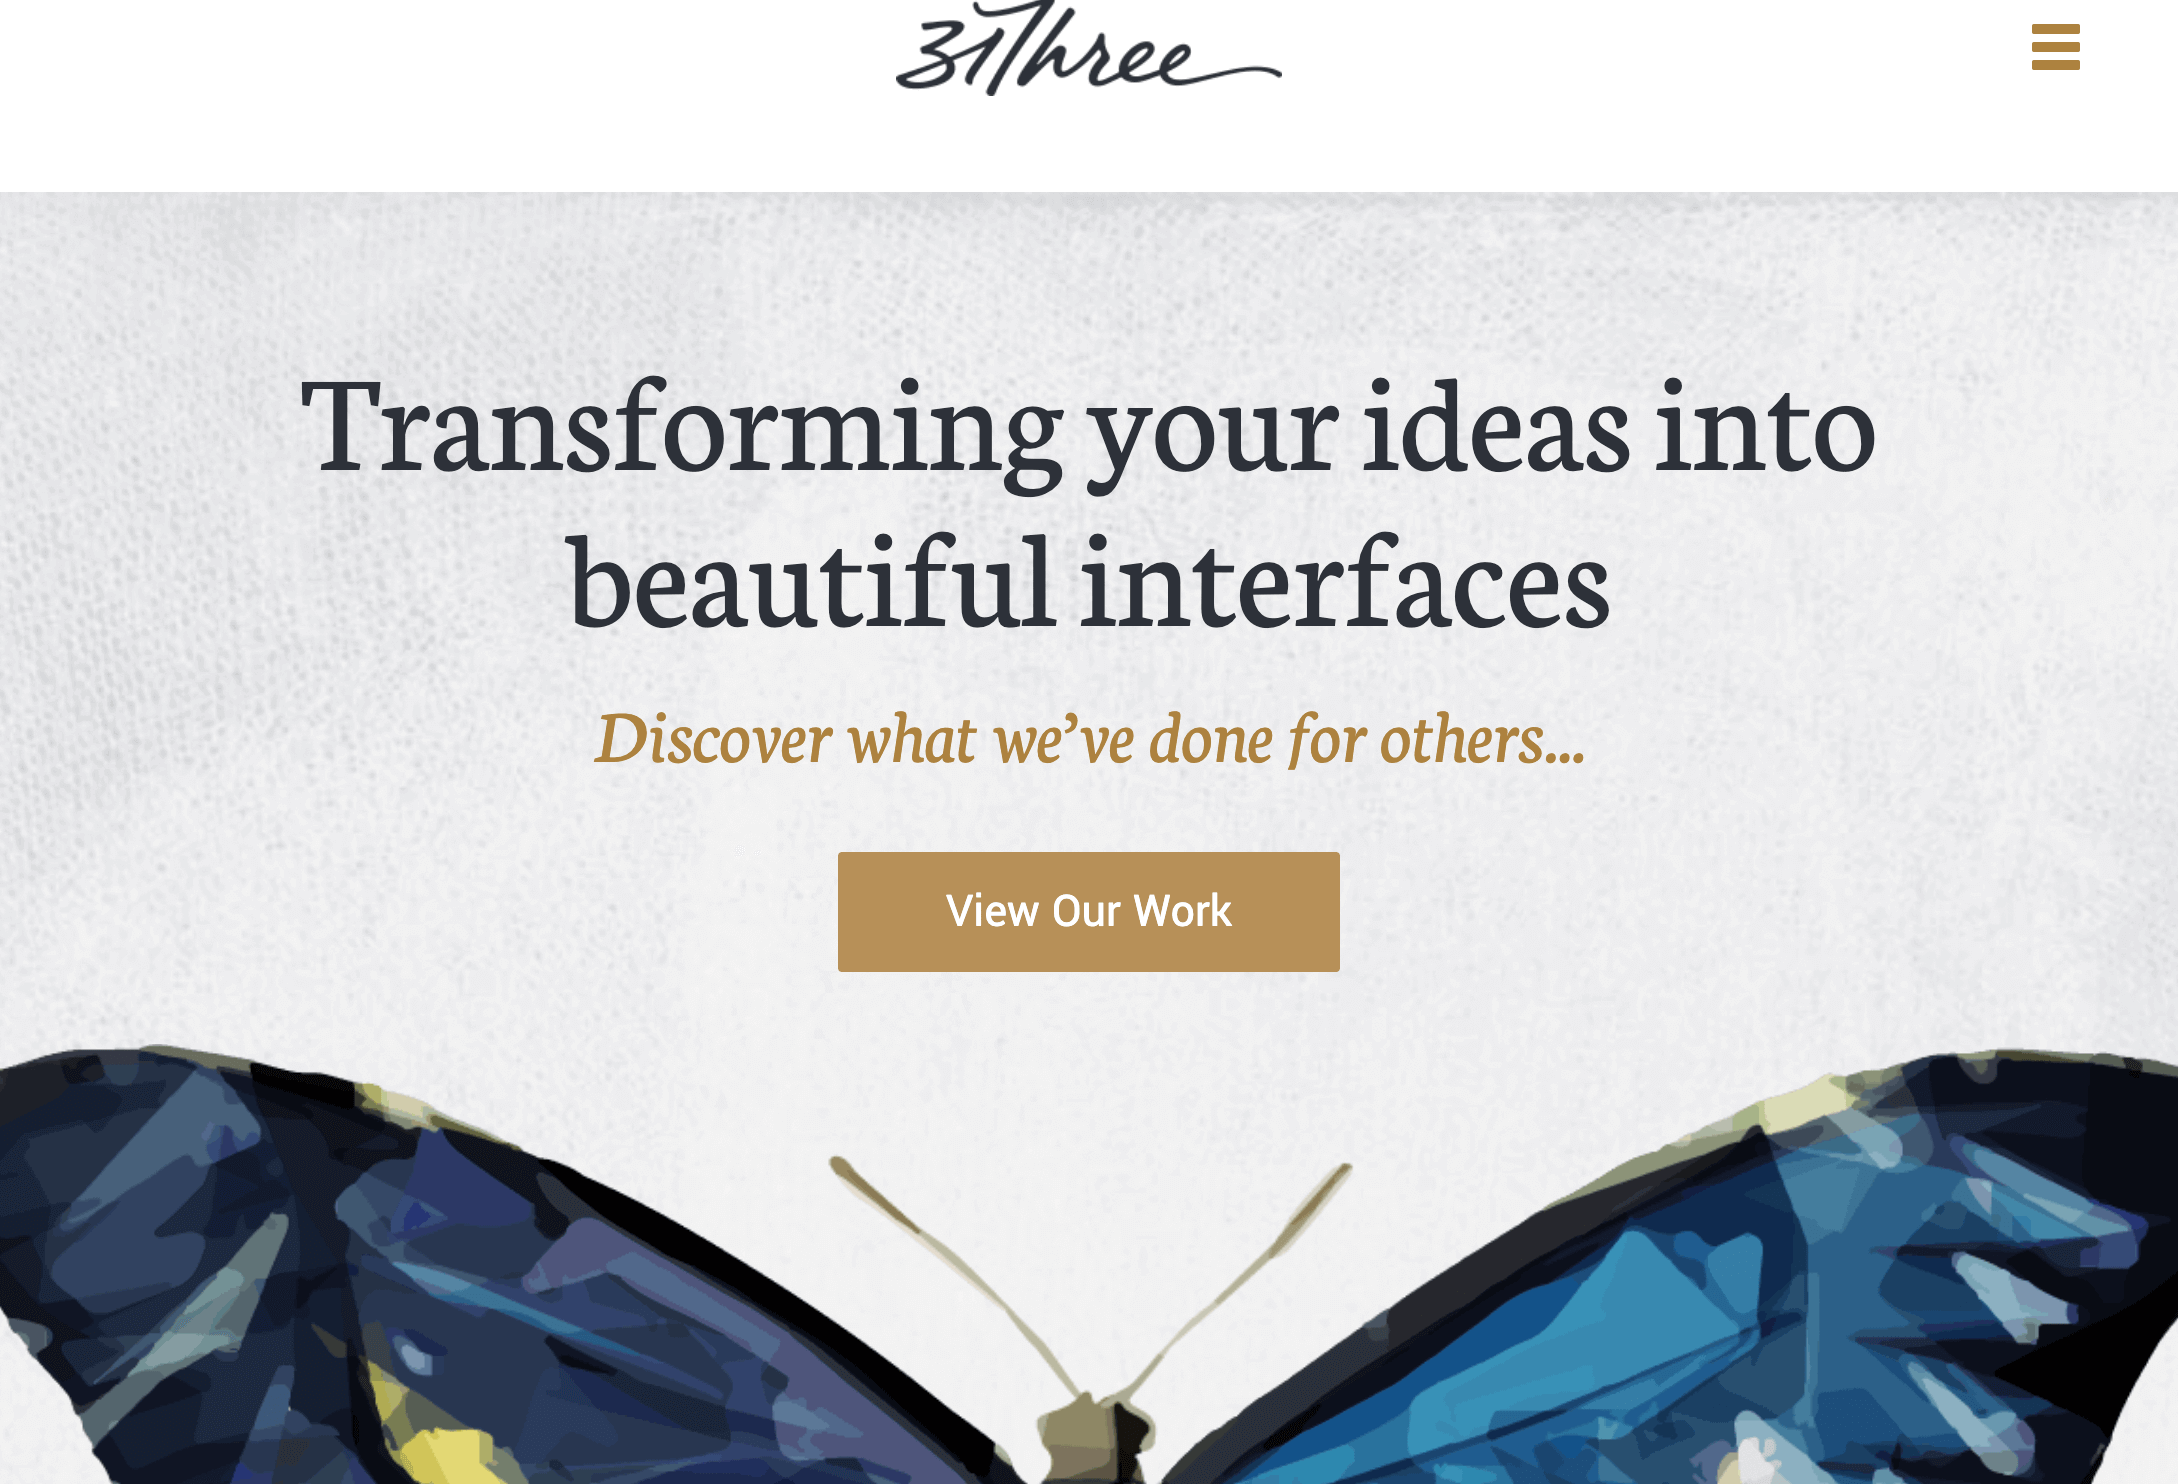 31Three
Transforming your ideas into
beautiful interfaces
Discover what we’ve done for others...
View Our Work